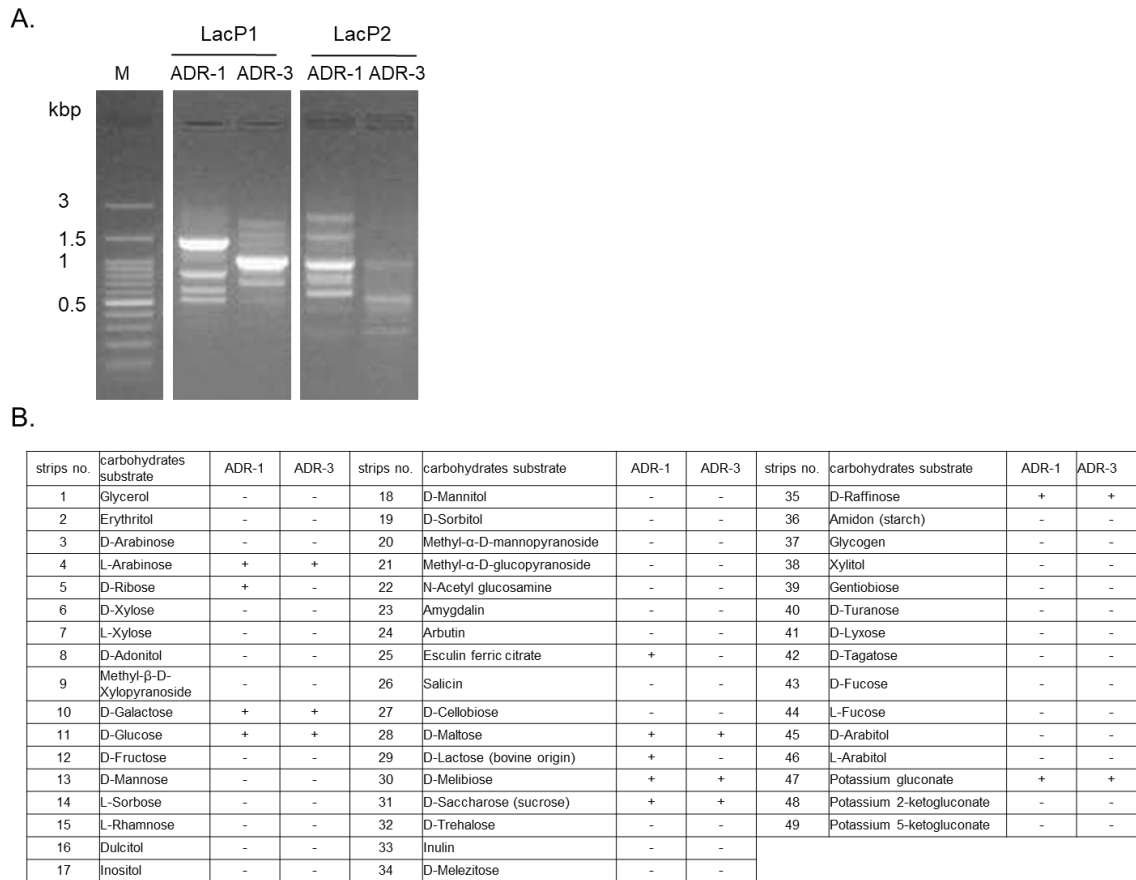 A.
LacP1 LacP2
M ADR-1 ADR-3 ADR-1 ADR-3
kbp
3
1.5
1
0.5
B.
strips no. carbohydrates substrate ADR-1 ADR-3 strips no. carbohydrates substrate ADR-1 ADR-3 strips no. carbohydrates substrate ADR-1 ADR-3
1 Glycerol - - 18 D-Mannitol - - 35 D-Raffinose + +
2 Erythritol - - 19 D-Sorbitol - - 36 Amidon (starch) - -
3 D-Arabinose - - 20 Methyl-α-D-mannopyranoside - - 37 Glycogen - -
4 L-Arabinose + + 21 Methyl-α-D-glucopyranoside - - 38 Xylitol - -
5 D-Ribose + - 22 N-Acetyl glucosamine - - 39 Gentiobiose - -
6 D-Xylose - - 23 Amygdalin - - 40 D-Turanose - -
7 L-Xylose - - 24 Arbutin - - 41 D-Lyxose - -
8 D-Adonitol - - 25 Esculin ferric citrate + - 42 D-Tagatose - -
9 Methyl-β-D-Xylopyranoside - - 26 Salicin - - 43 D-Fucose - -
10 D-Galactose + + 27 D-Cellobiose - - 44 L-Fucose - -
11 D-Glucose + + 28 D-Maltose + + 45 D-Arabitol - -
12 D-Fructose - - 29 D-Lactose (bovine origin) + - 46 L-Arabitol - -
13 D-Mannose - - 30 D-Melibiose + + 47 Potassium gluconate + +
14 L-Sorbose - - 31 D-Saccharose (sucrose) + + 48 Potassium 2-ketogluconate - -
15 L-Rhamnose - - 32 D-Trehalose - - 49 Potassium 5-ketogluconate - -
16 Dulcitol - - 33 Inulin - -
17 Inositol - - 34 D-Melezitose - -